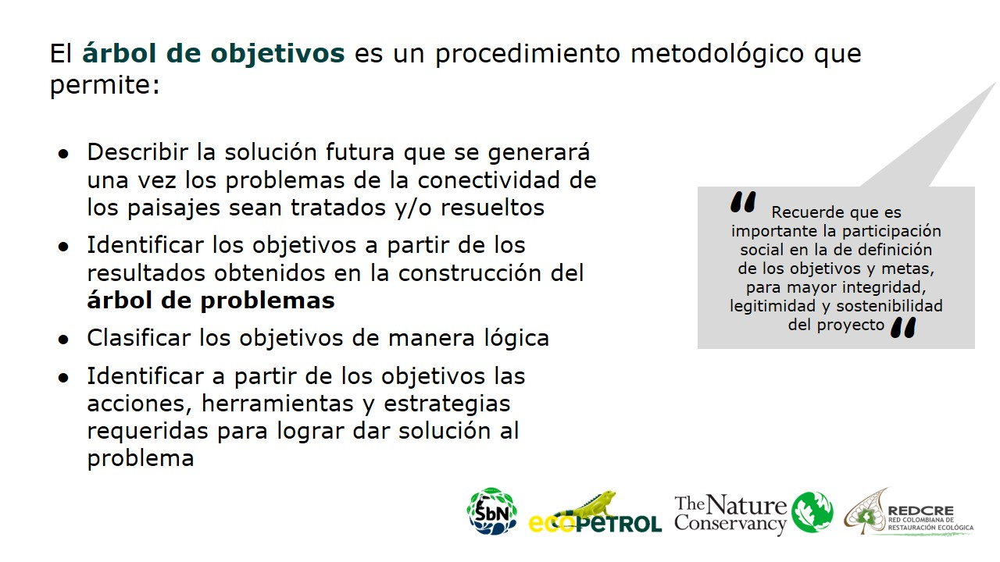 El árbol de objetivos es un procedimiento metodológico que
permite:
● Describir la solución futura que se generará
una vez los problemas de la conectividad de
los paisajes sean tratados y/o resueltos
● Identificar los objetivos a partir de los
resultados obtenidos en la construcción del
árbol de problemas
● Clasificar los objetivos de manera lógica
● Identificar a partir de los objetivos las
acciones, herramientas y estrategias
requeridas para lograr dar solución al
problema
“ Recuerde que es
importante la participación
social en la de definición
de los objetivos y metas,
para mayor integridad,
legitimidad y sostenibilidad
del proyecto “
SbN
ecoPETROL
The Nature
Conservancy
REDCRE
RED COLOMBIANA DE
RESTAURACIÓN ECOLÓGICA